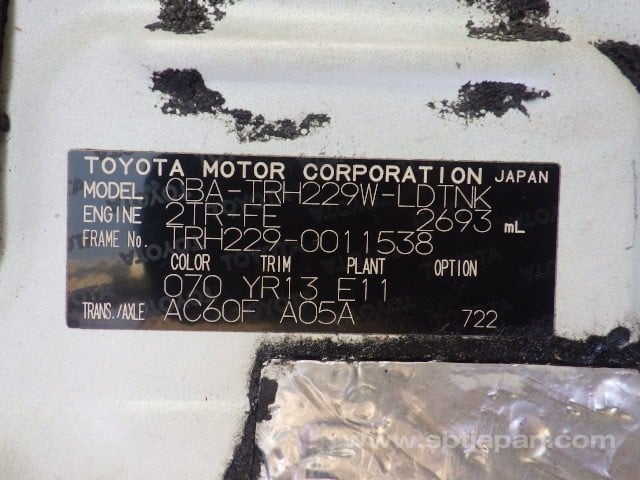 TOYOTA MOTOR CORPORATION JAPAN
MODEL CBA-TRH229W-LDTNK
ENGINE 2TR-FE 2693 mL
FRAME No. TRH229-0011538
COLOR TRIM PLANT OPTION
070 YR13 E11
TRANS./AXLE AC60F A05A 722
www.sbtjapan.com